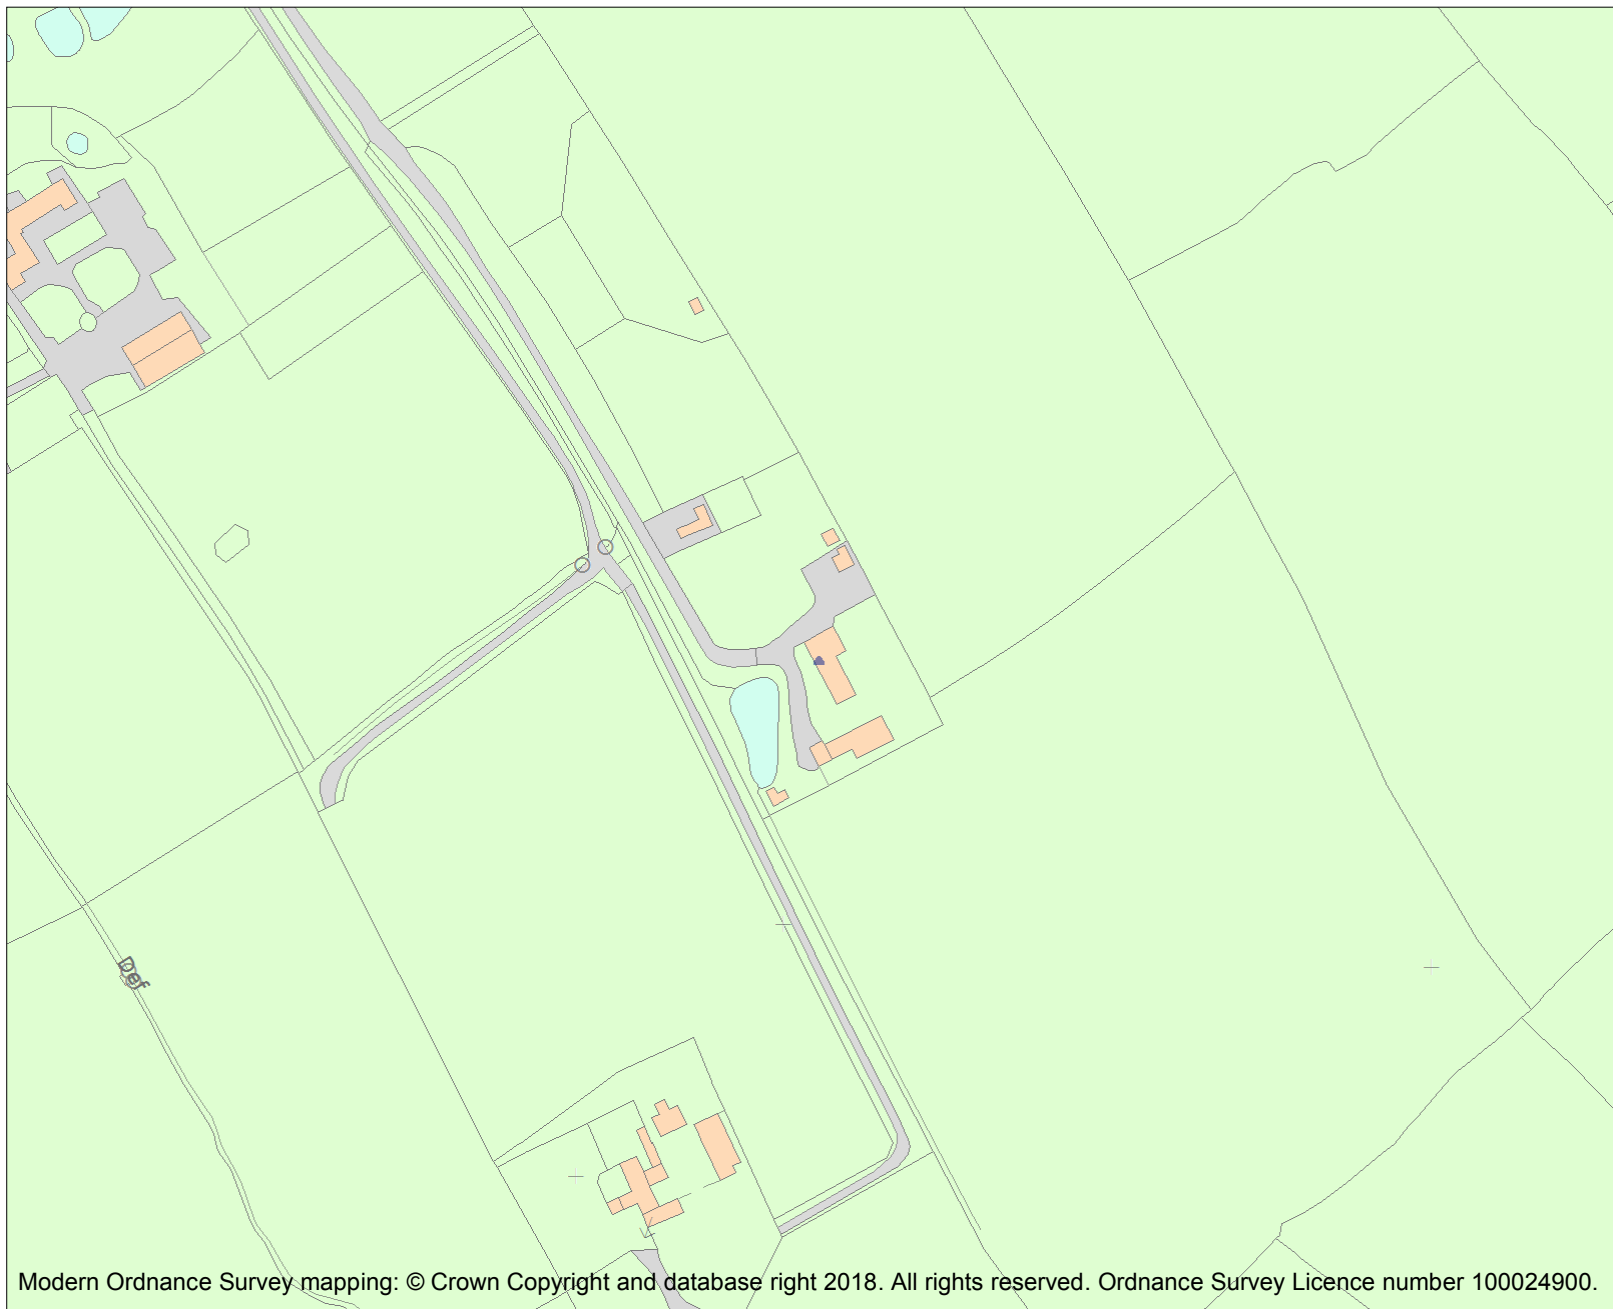 Def
Modern Ordnance Survey mapping: © Crown Copyright and database right 2018. All rights reserved. Ordnance Survey Licence number 100024900.